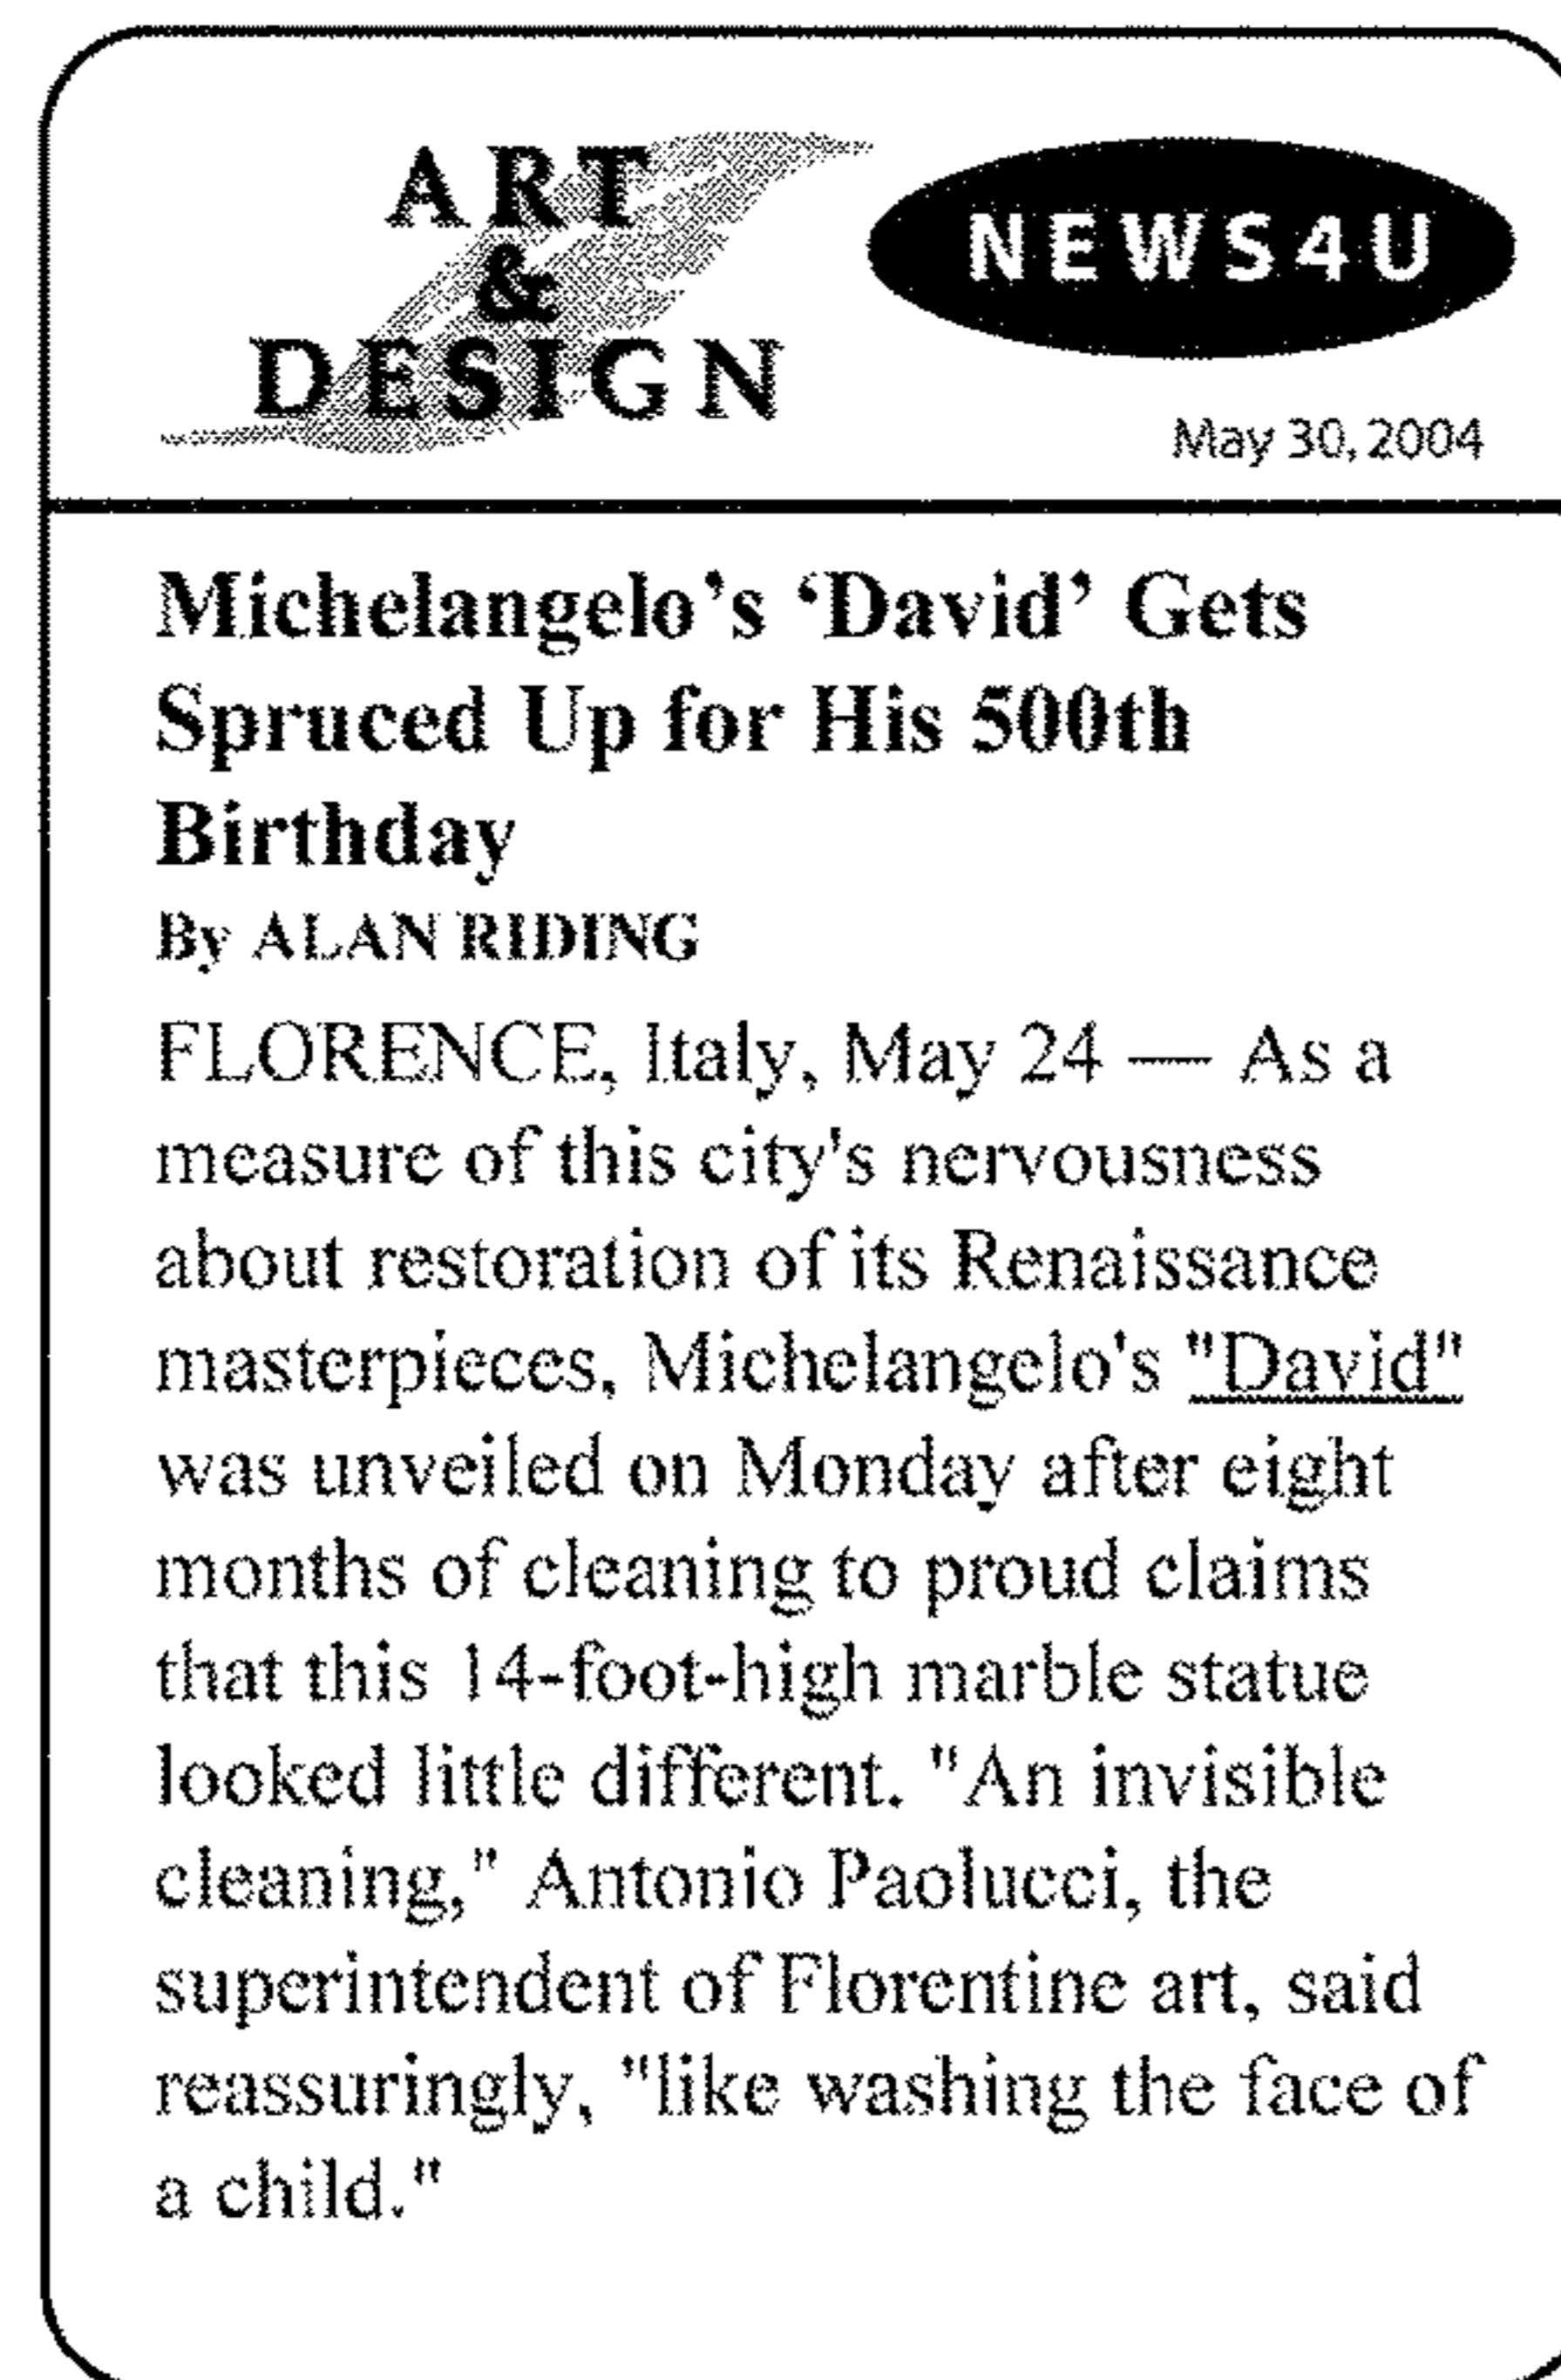 ART
&
DESIGN
NEWS4U
May 30, 2004
Michelangelo's ‘David’ Gets
Spruced Up for His 500th
Birthday
By ALAN RIDING
FLORENCE, Italy, May 24 — As a
measure of this city's nervousness
about restoration of its Renaissance
masterpieces, Michelangelo's "David"
was unveiled on Monday after eight
months of cleaning to proud claims
that this 14-foot-high marble statue
looked little different. "An invisible
cleaning," Antonio Paolucci, the
superintendent of Florentine art, said
reassuringly, "like washing the face of
a child."